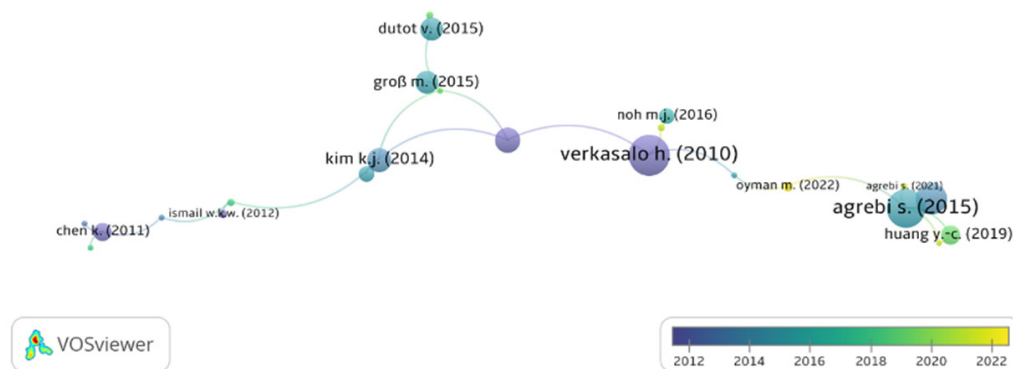 dutot v. (2015)
groß m. (2015)
noh m.j. (2016)
kim k.j. (2014)
verkasalo h. (2010)
oyman m. (2022)
agrebi s. (2021)
agrebi s. (2015)
ismail w.k.w. (2012)
chen k. (2011)
huang y.-c. (2019)
VOSviewer
2012 2014 2016 2018 2020 2022